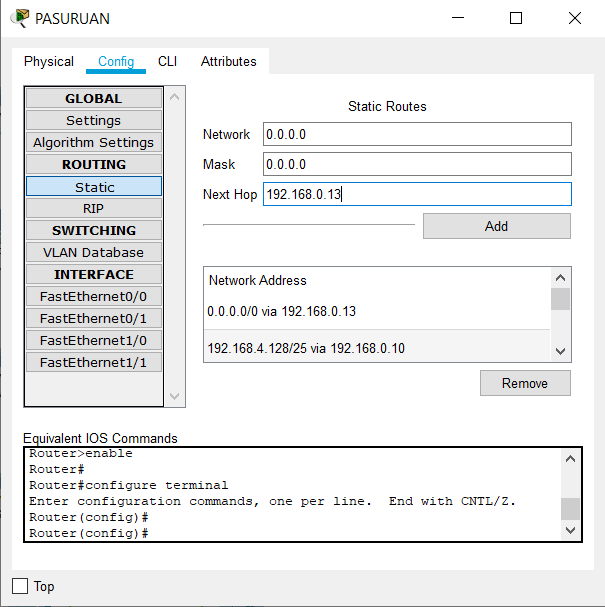 PASURUAN
Physical Config CLI Attributes
GLOBAL
Settings
Algorithm Settings
ROUTING
Static
RIP
SWITCHING
VLAN Database
INTERFACE
FastEthernet0/0
FastEthernet0/1
FastEthernet1/0
FastEthernet1/1
Static Routes
Network 0.0.0.0
Mask 0.0.0.0
Next Hop 192.168.0.13
Add
Network Address
0.0.0.0/0 via 192.168.0.13
192.168.4.128/25 via 192.168.0.10
Remove
Equivalent IOS Commands
Router>enable
Router#
Router#configure terminal
Enter configuration commands, one per line. End with CNTL/Z.
Router(config)#
Router(config)#
Top